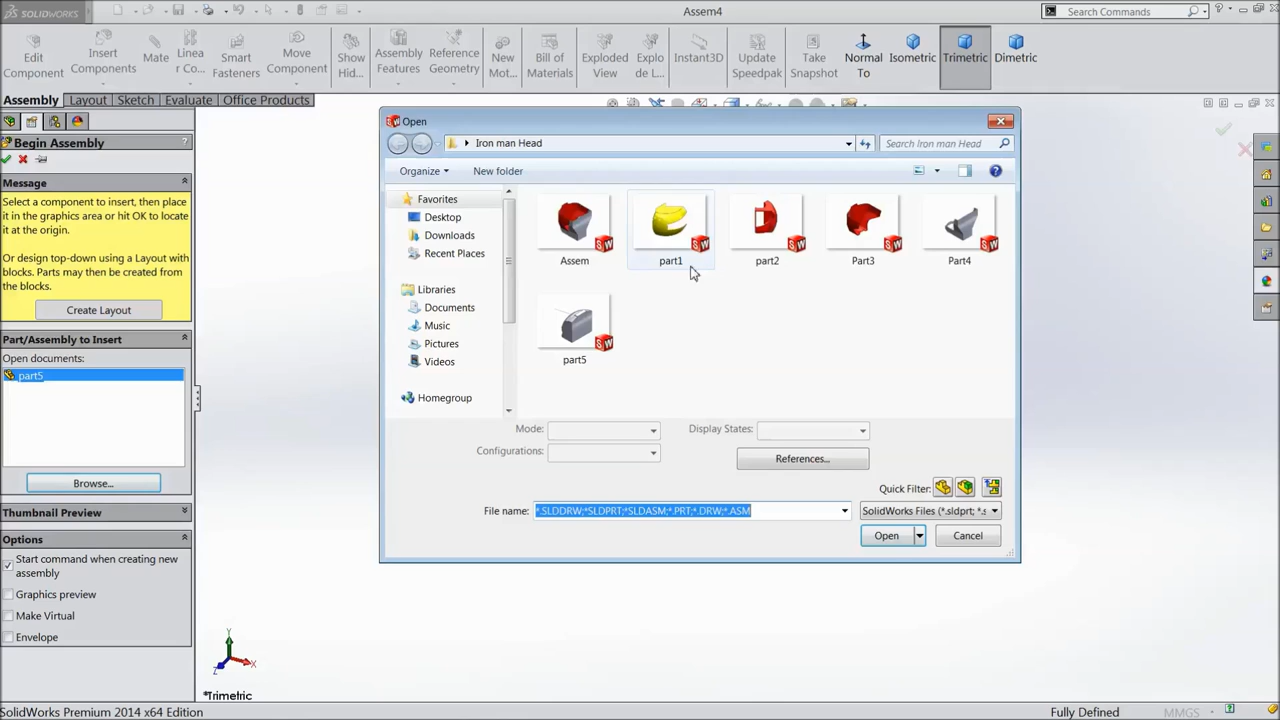 SOLIDWORKS
Assem4
Search Commands
Edit
Component
Insert
Components
Mate
Linea
r Co...
Smart
Fasteners
Move
Component
Show
Hid...
Assembly
Features
Reference
Geometry
New
Mot...
Bill of
Materials
Exploded
View
Explo
de L...
Instant3D
Update
Speedpak
Take
Snapshot
Normal
To
Isometric
Trimetric
Dimetric
Assembly
Layout
Sketch
Evaluate
Office Products
Begin Assembly
?
Message
Select a component to insert, then place
it in the graphics area or hit OK to locate
it at the origin.
Or design top-down using a Layout with
blocks. Parts may then be created from
the blocks.
Create Layout
Part/Assembly to Insert
Open documents:
part5
Browse...
Thumbnail Preview
Options
Start command when creating new
assembly
Graphics preview
Make Virtual
Envelope
Open
Iron man Head
Search Iron man Head
Organize
New folder
Favorites
Desktop
Downloads
Recent Places
Libraries
Documents
Music
Pictures
Videos
Homegroup
Assem
part1
part2
Part3
Part4
part5
Mode:
Display States:
Configurations:
References...
Quick Filter:
File name:
*.SLDDRW;*SLDPRT;*SLDASM;*.PRT;*.DRW;*.ASM
SolidWorks Files (*.sldprt; *.s
Open
Cancel
Y
X
Z
*Trimetric
SolidWorks Premium 2014 x64 Edition
Fully Defined
MMGS